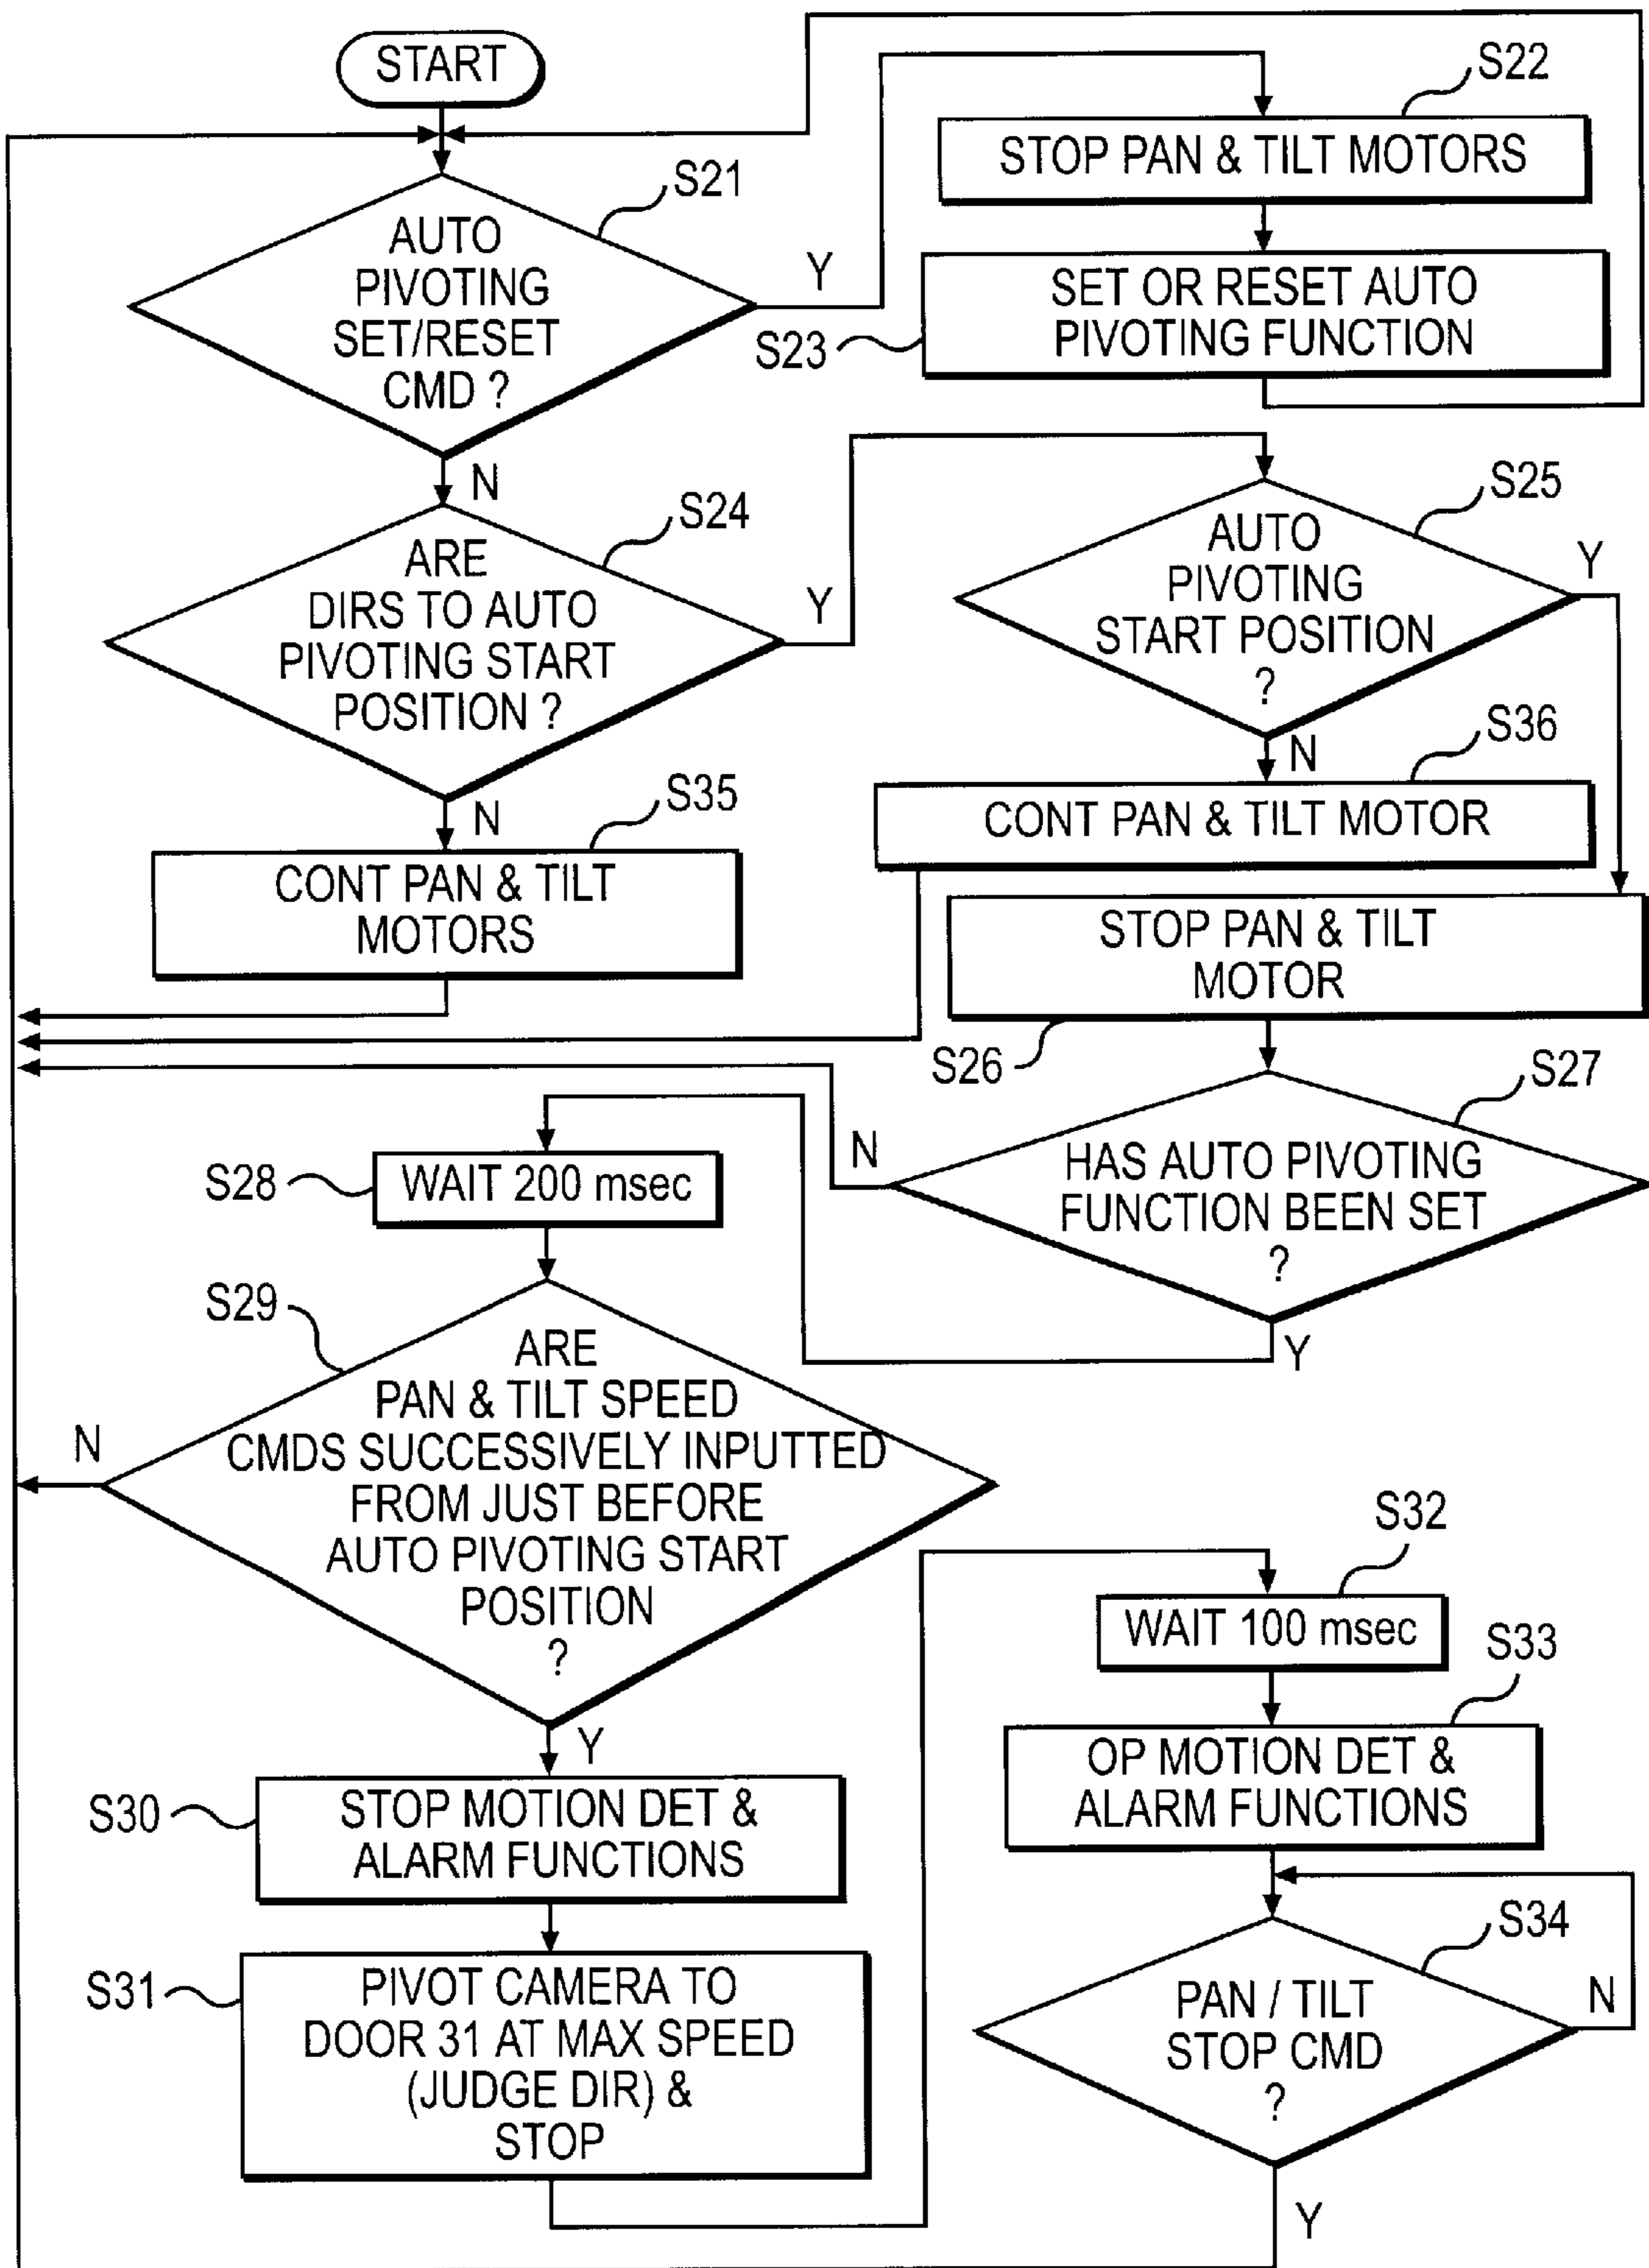 START
S21
AUTO
PIVOTING
SET/RESET
CMD ?
Y
N
S22
STOP PAN & TILT MOTORS
S23
SET OR RESET AUTO
PIVOTING FUNCTION
S24
ARE
DIRS TO AUTO
PIVOTING START
POSITION ?
Y
N
S25
AUTO
PIVOTING
START POSITION
?
Y
N
S35
CONT PAN & TILT
MOTORS
S36
CONT PAN & TILT MOTOR
STOP PAN & TILT
MOTOR
S26
S27
HAS AUTO PIVOTING
FUNCTION BEEN SET
?
N
Y
S28
WAIT 200 msec
S29
ARE
PAN & TILT SPEED
CMDS SUCCESSIVELY INPUTTED
FROM JUST BEFORE
AUTO PIVOTING START
POSITION
?
N
Y
S30
STOP MOTION DET &
ALARM FUNCTIONS
S31
PIVOT CAMERA TO
DOOR 31 AT MAX SPEED
(JUDGE DIR) &
STOP
S32
WAIT 100 msec
S33
OP MOTION DET &
ALARM FUNCTIONS
S34
PAN / TILT
STOP CMD
?
N
Y